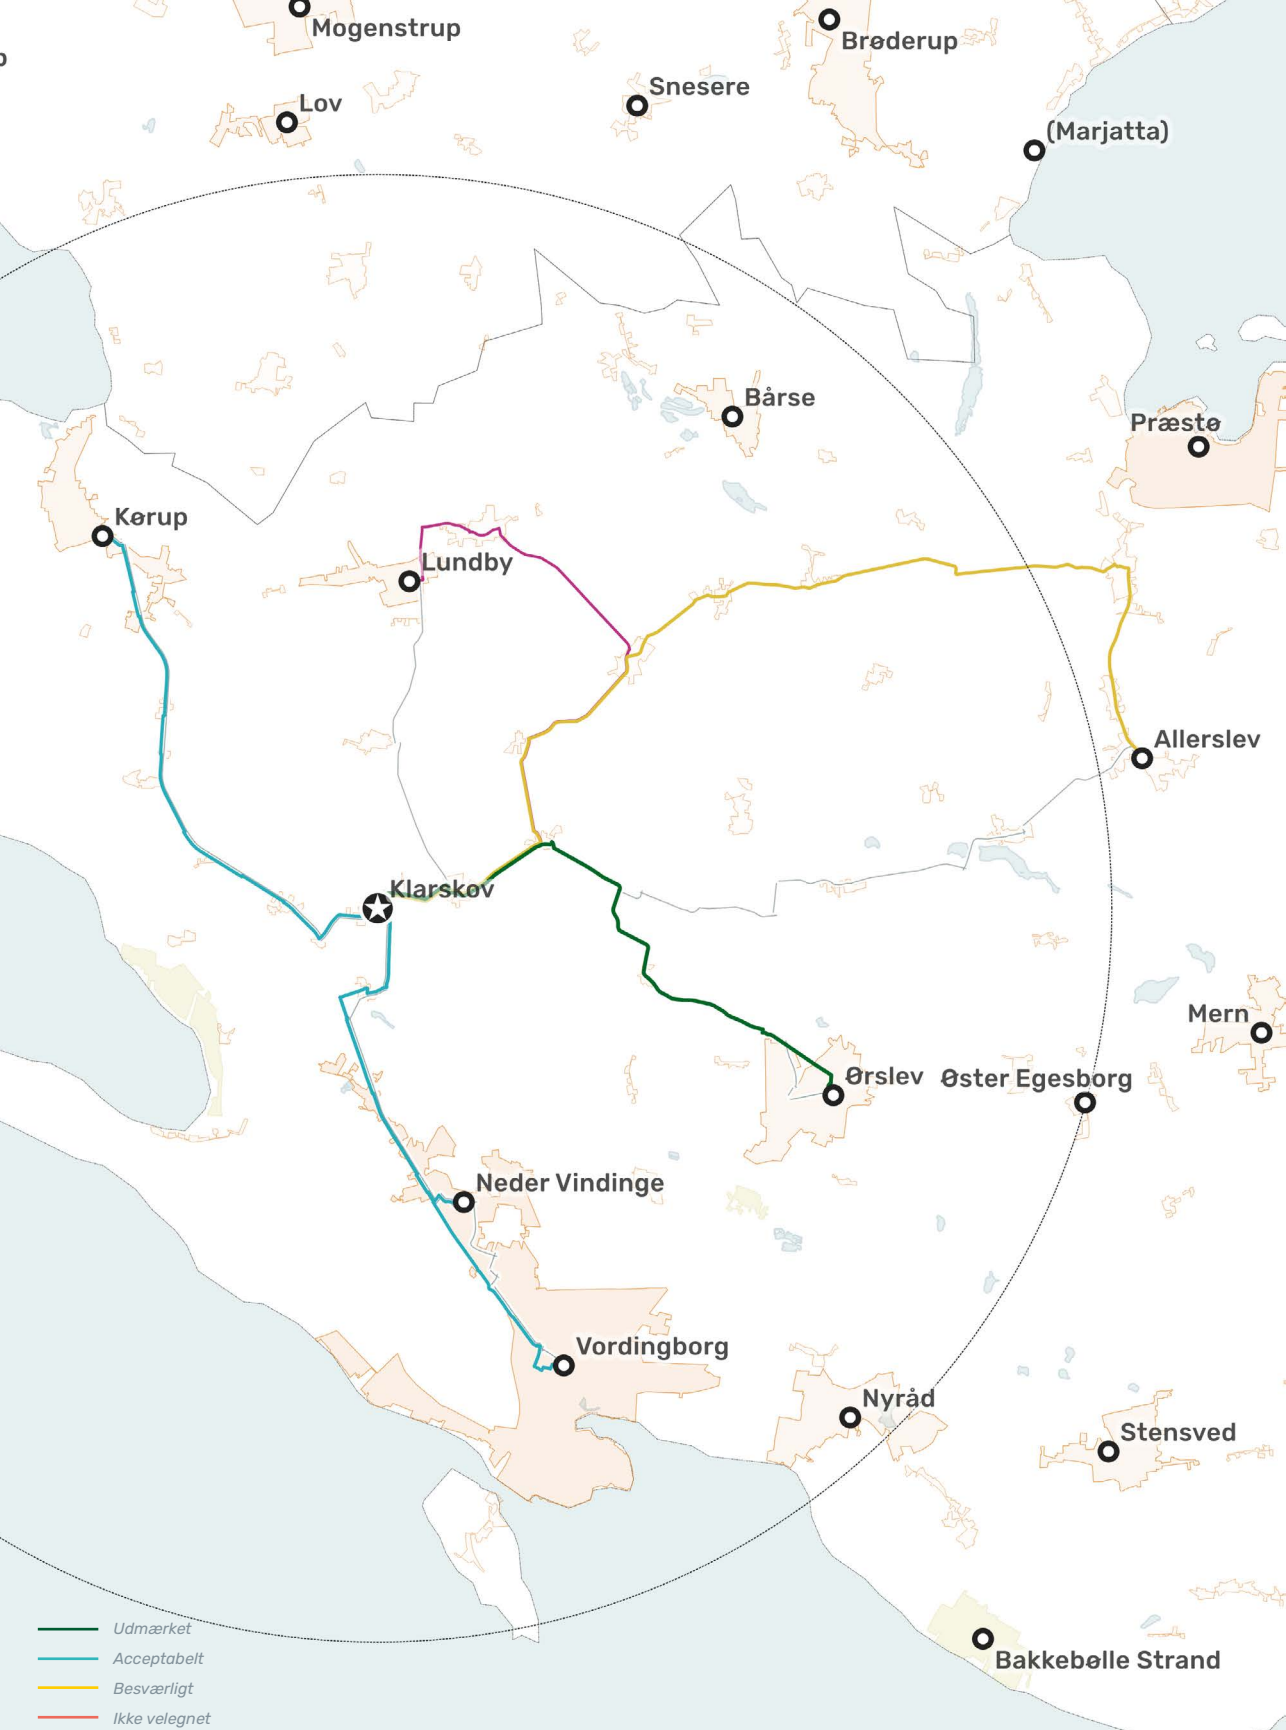 Mogenstrup
Brøderup
Snesere
Lov
(Marjatta)
Bårse
Præstø
Kørup
Lundby
Allerslev
Klarskov
Mern
Ørslev
Øster Egesborg
Neder Vindinge
Vordingborg
Nyråd
Stensved
Udmærket
Acceptabelt
Bakkebølle Strand
Besværligt
Ikke velegnet